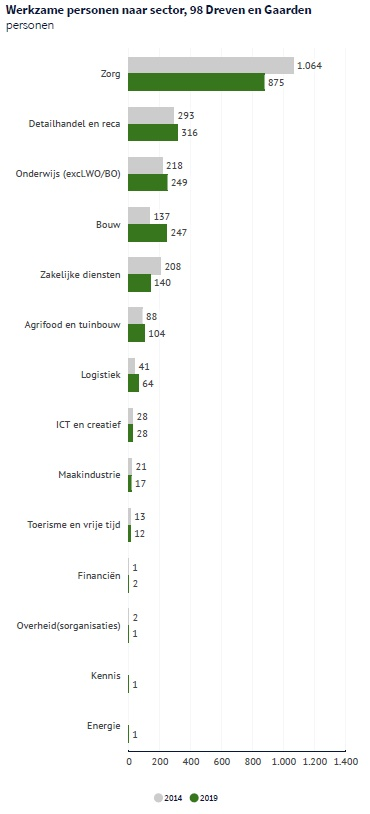 Werkzame personen naar sector, 98 Dreven en Gaarden
personen
Zorg
1.064
875
Detailhandel en reca
293
316
Onderwijs (excLWO/BO)
218
249
Bouw
137
247
Zakelijke diensten
208
140
Agrifood en tuinbouw
88
104
Logistiek
41
64
ICT en creatief
28
28
Maakindustrie
21
17
Toerisme en vrije tijd
13
12
Financiën
1
2
Overheid(sorganisaties)
2
1
Kennis
1
Energie
1
0 200 400 600 800 1.000 1.200 1.400
2014 2019